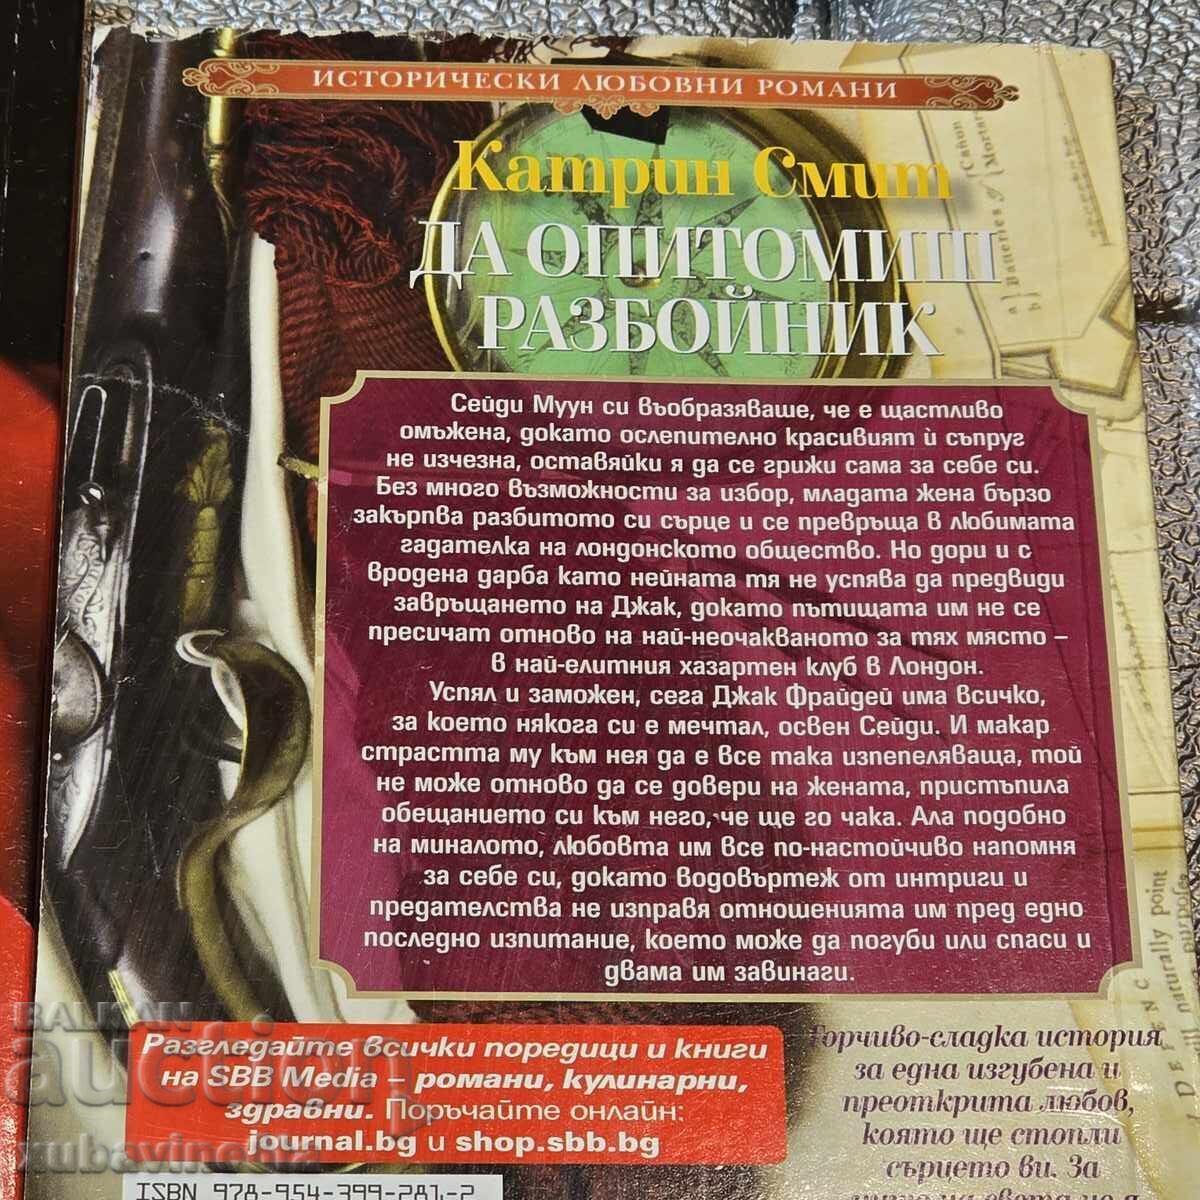 ИСТОРИЧЕСКИ ЛЮБОВНИ РОМАНИ
Катрин Смит
ДА ОПИТОМИШ
РАЗБОЙНИК
Сейди Муун си въобразяваше, че е щастливо
омъжена, докато ослепително красивият ѝ съпруг
не изчезна, оставяйки я да се грижи сама за себе си.
Без много възможности за избор, младата жена бързо
закърпва разбитото си сърце и се превръща в любимата
гадателка на лондонското общество. Но дори и с
вродена дарба като нейната тя не успява да предвиди
завръщането на Джак, докато пътищата им не се
пресичат отново на най-неочакваното за тях място –
в най-елитния хазартен клуб в Лондон.
Успял и заможен, сега Джак Фрайдей има всичко,
за което някога си е мечтал, освен Сейди. И макар
страстта му към нея да е все така изпепеляваща, той
не може отново да се довери на жената, пристъпила
обещанието си към него, че ще го чака. Ала подобно
на миналото, любовта им все по-настойчиво напомня
за себе си, докато водовъртеж от интриги и
предателства не изправя отношенията им пред едно
последно изпитание, което може да погуби или спаси и
двама им завинаги.
Разгледайте всички поредици и книги
на SBB Media – романи, кулинарни,
здравни. Поръчайте онлайн:
journal.bg и shop.sbb.bg
ISBN 978-954-399-281-2
Горчиво-сладка история
за една изгубена и
преоткрита любов,
която ще стопли
сърцето ви. За
a) Batteries of Cannon
b) Mortars
naturally point
BALKAN
auction
xubavinomia